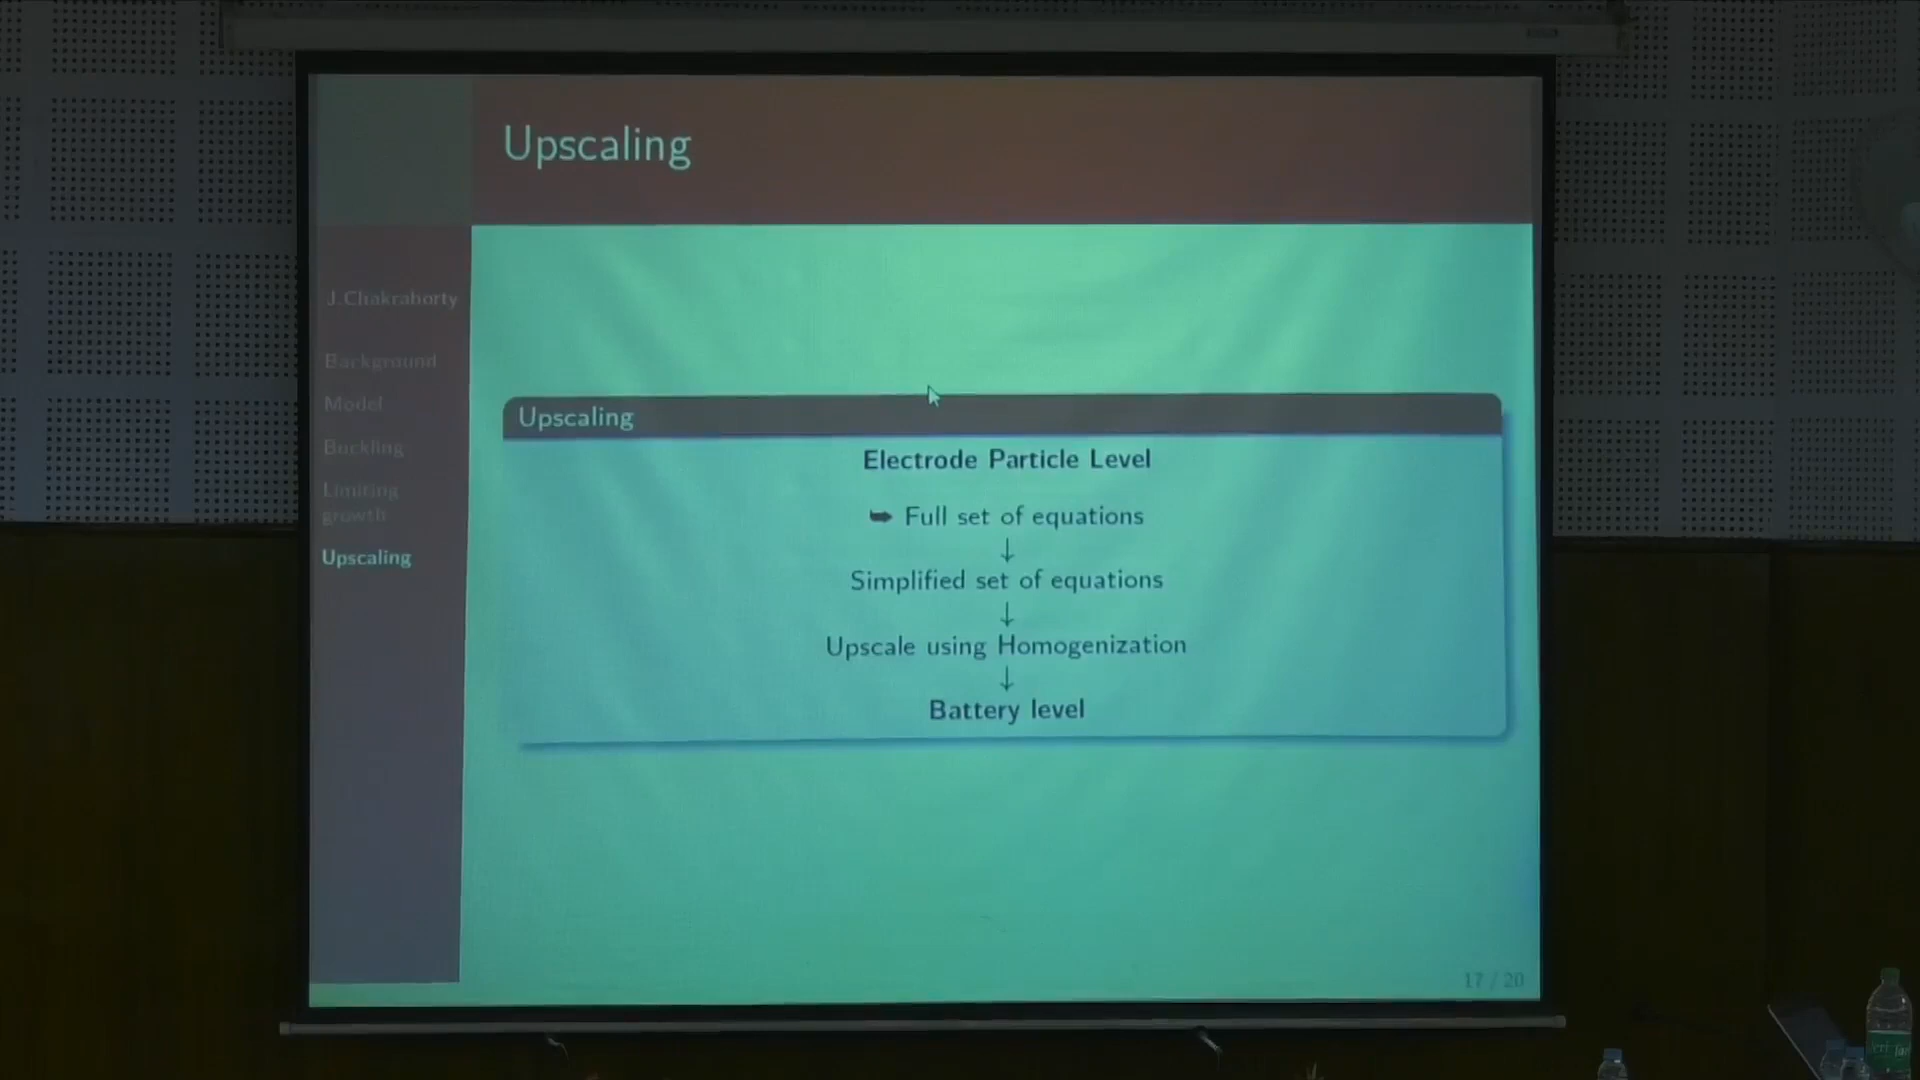 Upscaling
J.Chakraborty
Background
Model
Buckling
Limiting
growth
Upscaling
Upscaling
Electrode Particle Level
➥ Full set of equations
↓
Simplified set of equations
↓
Upscale using Homogenization
↓
Battery level
17 / 20